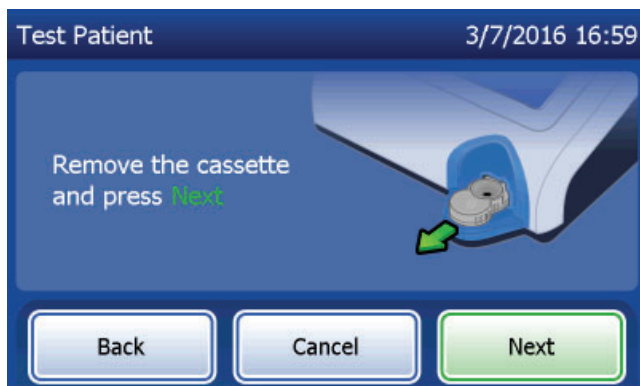 Test Patient 3/7/2016 16:59
Remove the cassette
and press Next
Back Cancel Next